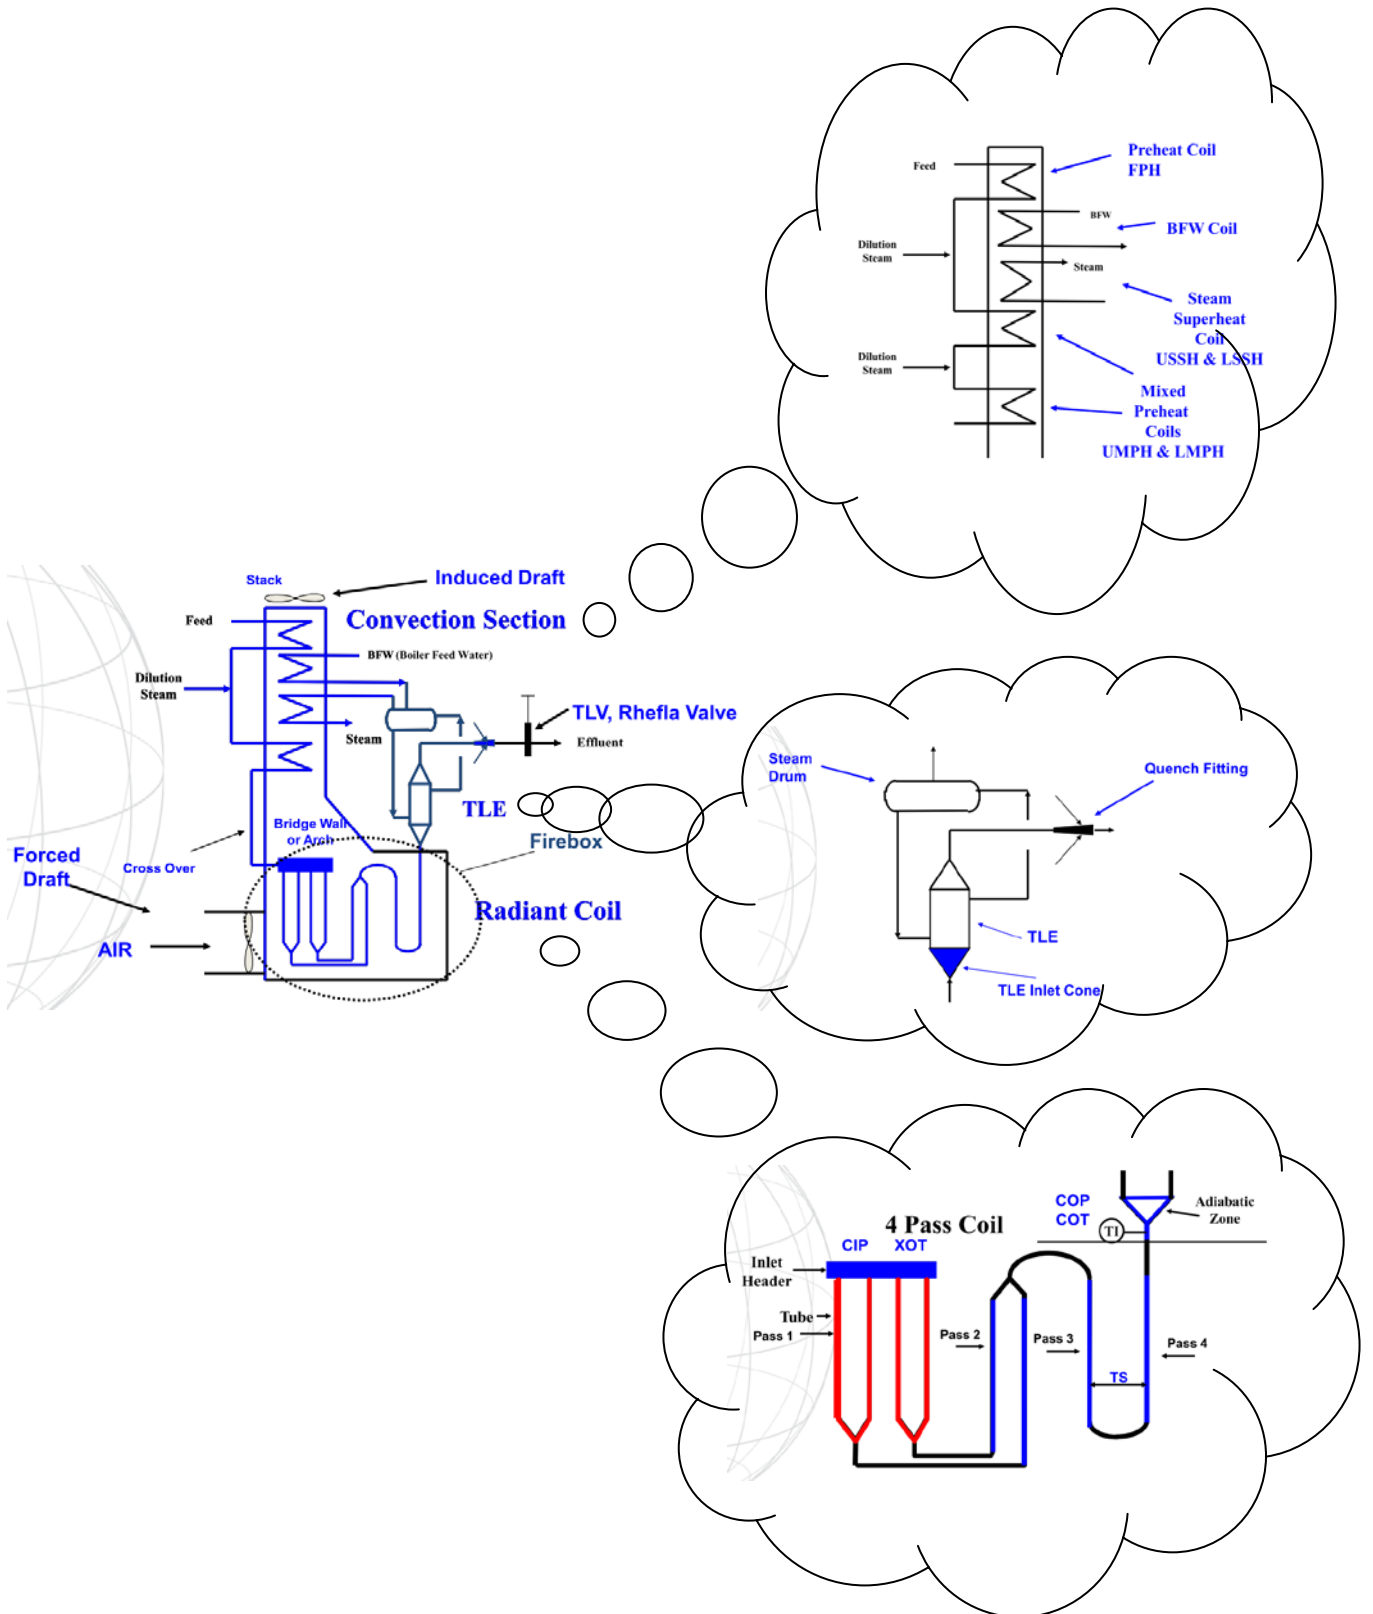 Preheat Coil
FPH
Feed
BFW
BFW Coil
Dilution
Steam
Steam
Steam
Superheat
Coil
USSH & LSSH
Dilution
Steam
Mixed
Preheat
Coils
UMPH & LMPH
Stack
Induced Draft
Feed
Convection Section
BFW (Boiler Feed Water)
Dilution
Steam
TLV, Rhefla Valve
Steam
Effluent
TLE
Bridge Wall
or Arch
Firebox
Forced
Draft
Cross Over
Radiant Coil
AIR
Steam
Drum
Quench Fitting
TLE
TLE Inlet Cone
4 Pass Coil
COP
COT
Adiabatic
Zone
TI
CIP
XOT
Inlet
Header
Tube
Pass 1
Pass 2
Pass 3
Pass 4
TS